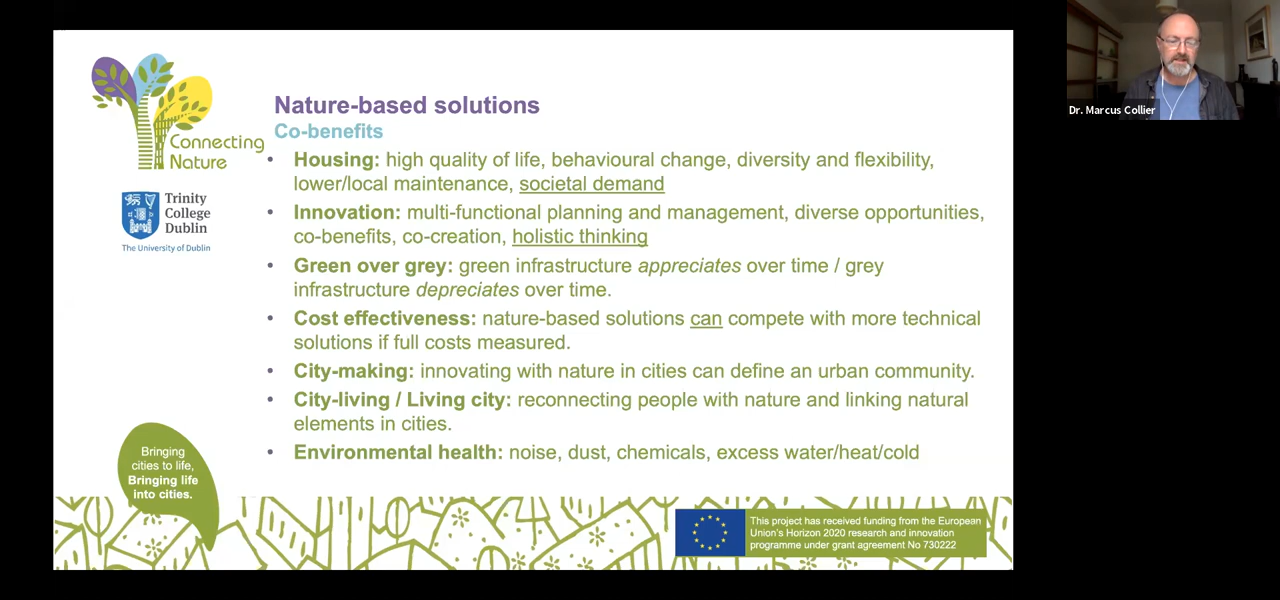 Dr. Marcus Collier
Connecting
Nature
Trinity
College
Dublin
The University of Dublin
Nature-based solutions
Co-benefits
• Housing: high quality of life, behavioural change, diversity and flexibility,
lower/local maintenance, societal demand
• Innovation: multi-functional planning and management, diverse opportunities,
co-benefits, co-creation, holistic thinking
• Green over grey: green infrastructure appreciates over time / grey
infrastructure depreciates over time.
• Cost effectiveness: nature-based solutions can compete with more technical
solutions if full costs measured.
• City-making: innovating with nature in cities can define an urban community.
• City-living / Living city: reconnecting people with nature and linking natural
elements in cities.
• Environmental health: noise, dust, chemicals, excess water/heat/cold
Bringing
cities to life,
Bringing life
into cities.
This project has received funding from the European
Union's Horizon 2020 research and innovation
programme under grant agreement No 730222